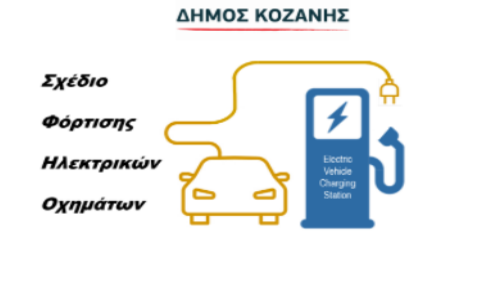 ΔΗΜΟΣ ΚΟΖΑΝΗΣ
Σχέδιο
Φόρτισης
Ηλεκτρικών
Οχημάτων
Electric
Vehicle
Charging
Station